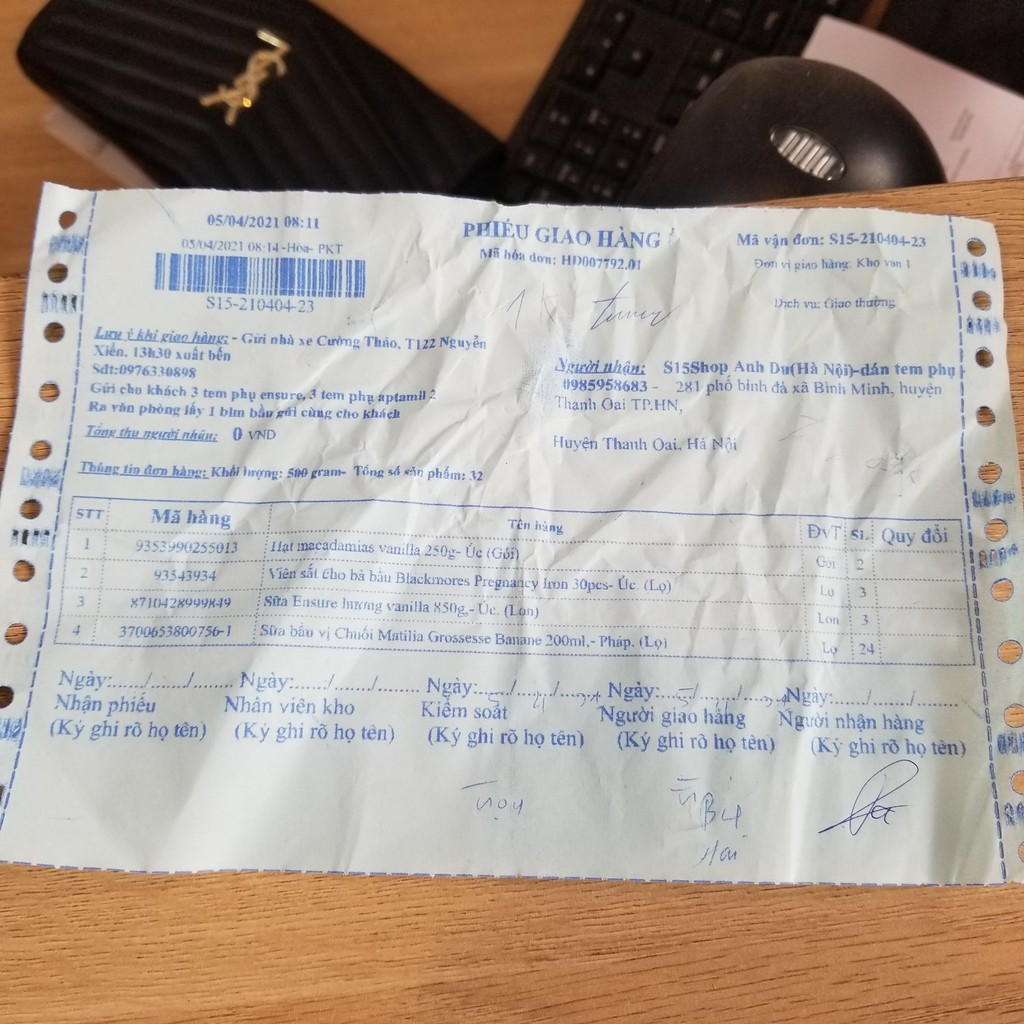 YSL
05/04/2021 08:11
05/04/2021 08:14 -Hòa- PKT
S15-210404-23
PHIẾU GIAO HÀNG
Mã hóa đơn: HD007792.01
Mã vận đơn: S15-210404-23
Đơn vị giao hàng: Kho van 1
Dịch vụ: Giao thường
Lưu ý khi giao hàng: - Gửi nhà xe Cường Thảo, T122 Nguyễn
Xiển, 13h30 xuất bến
Sdt:0976330898
Gửi cho khách 3 tem phụ ensure, 3 tem phụ aptamil 2
Ra văn phòng lấy 1 blm bầu gửi cùng cho khách
Tổng thu người nhận: 0 VND
Người nhận: S15Shop Anh Du(Hà Nội)-dán tem phụ
0985958683 - 281 phố bình đà xã Bình Minh, huyện
Thanh Oai TP.HN,
Huyện Thanh Oai, Hà Nội
Thông tin đơn hàng: Khối lượng: 500 gram- Tổng số sản phẩm: 32
STT Mã hàng Tên hàng ĐvT SL Quy đổi
1 9353990255013 Hạt macadamias vanilla 250g- Úc (Gói) Gói 2
2 93543934 Viên sắt cho bà bầu Blackmores Pregnancy Iron 30pcs- Úc. (Lọ) Lọ 3
3 8710428999849 Sữa Ensure hương vanilla 850g,- Úc. (Lon) Lon 3
4 3700653800756-1 Sữa bầu vị Chuối Matilia Grossesse Banane 200ml,- Pháp. (Lọ) Lọ 24
Ngày:....../......./........ Ngày:....../......./........ Ngày:....../......./........ Ngày:....../......./........ Ngày:....../......./........
Nhận phiếu Nhân viên kho Kiểm soát Người giao hàng Người nhận hàng
(Ký ghi rõ họ tên) (Ký ghi rõ họ tên) (Ký ghi rõ họ tên) (Ký ghi rõ họ tên) (Ký ghi rõ họ tên)